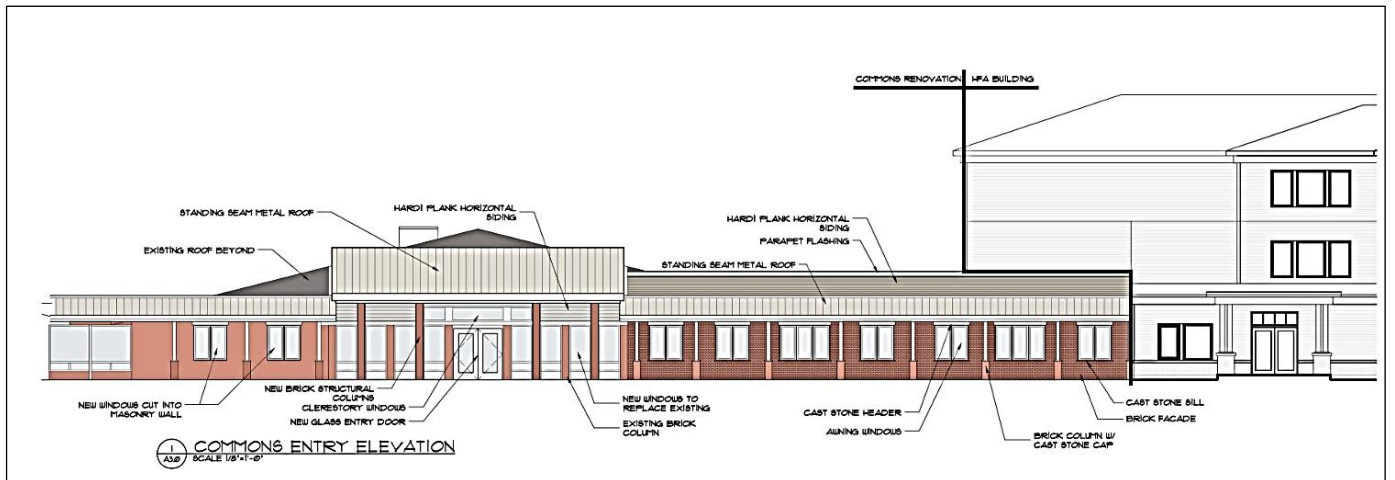 COMMONS RENOVATION
HFA BUILDING
STANDING SEAM METAL ROOF
HARDI PLANK HORIZONTAL
SIDING
HARDI PLANK HORIZONTAL
SIDING
PARAPET FLASHING
EXISTING ROOF BEYOND
STANDING SEAM METAL ROOF
NEW WINDOWS CUT INTO
MASONRY WALL
NEW BRICK STRUCTURAL
COLUMNS
CLERESTORY WINDOWS
NEW GLASS ENTRY DOOR
NEW WINDOWS TO
REPLACE EXISTING
EXISTING BRICK
COLUMN
CAST STONE HEADER
AWNING WINDOWS
CAST STONE SILL
BRICK FACADE
BRICK COLUMN W/
CAST STONE CAP
1
A3.0
COMMONS ENTRY ELEVATION
SCALE 1/8"=1'-0"